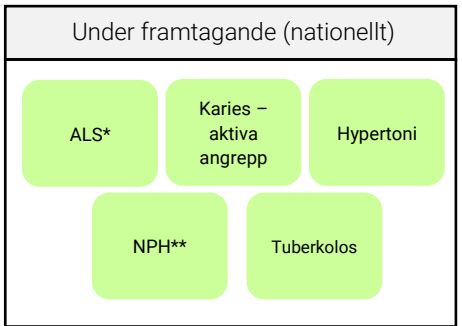 Under framtagande (nationellt)
ALS*
Karies –
aktiva
angrepp
Hypertoni
NPH**
Tuberkolos